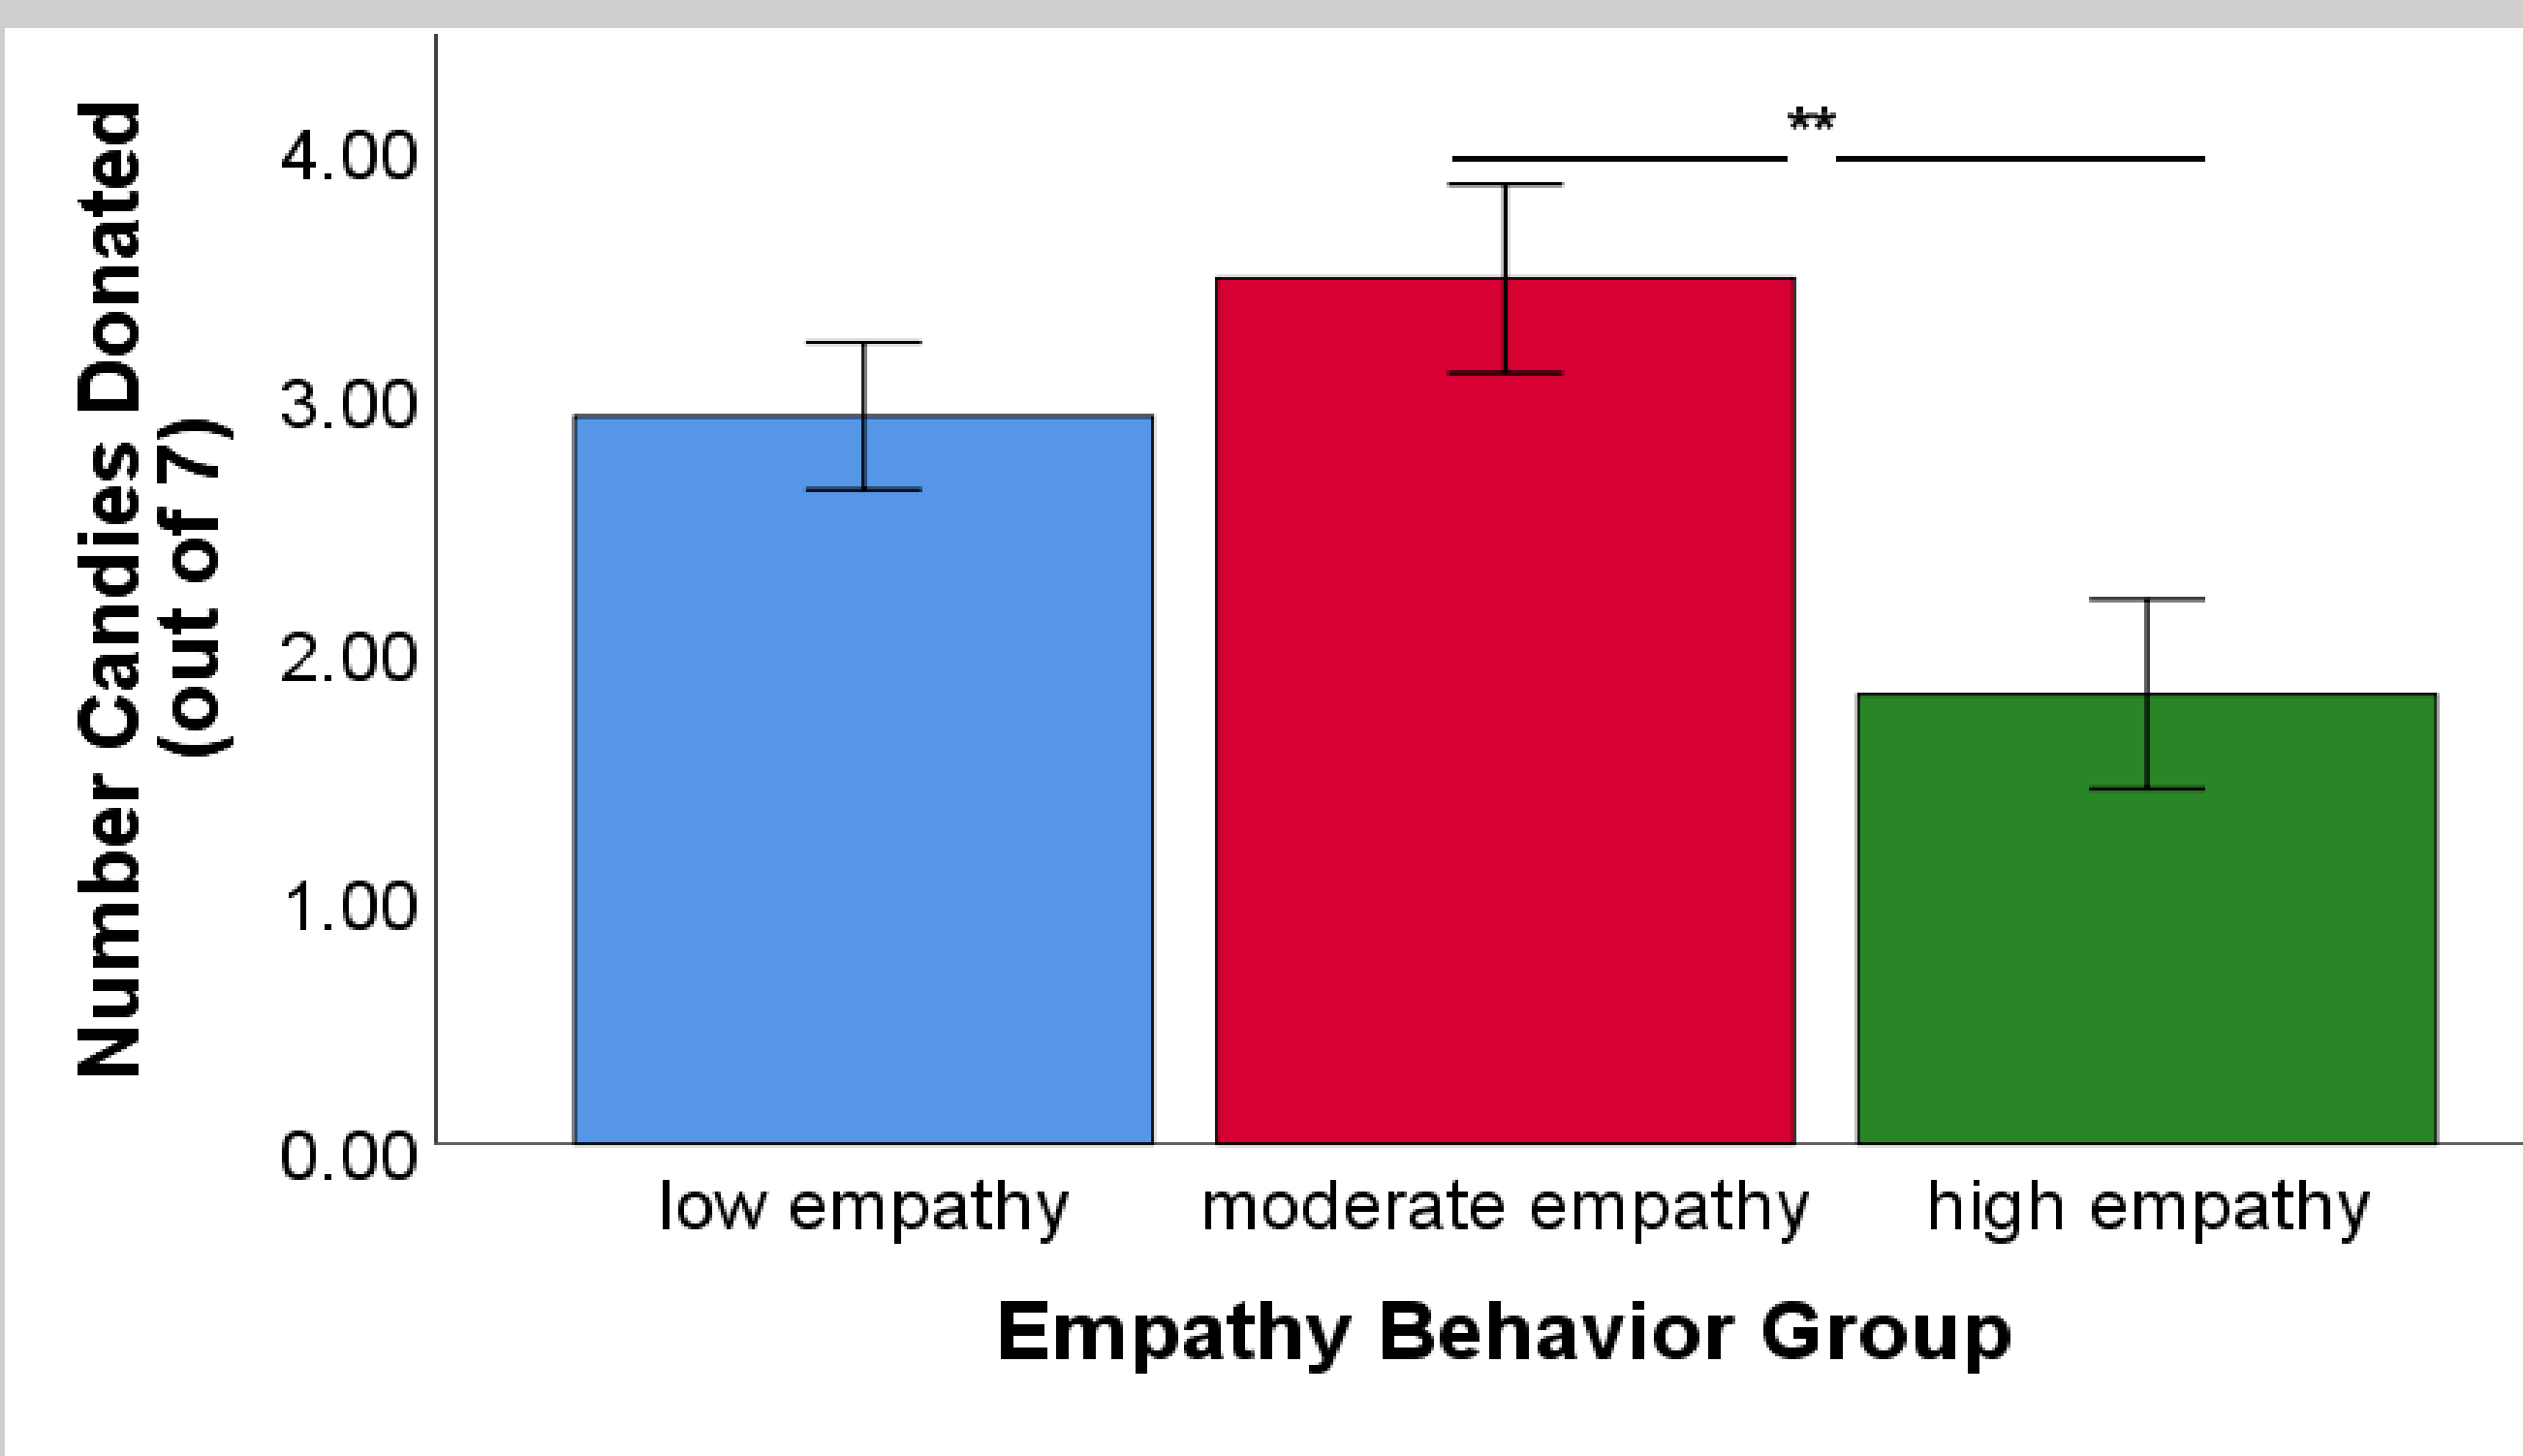 Number Candies Donated
(out of 7)
4.00
3.00
2.00
1.00
0.00
**
low empathy
moderate empathy
high empathy
Empathy Behavior Group